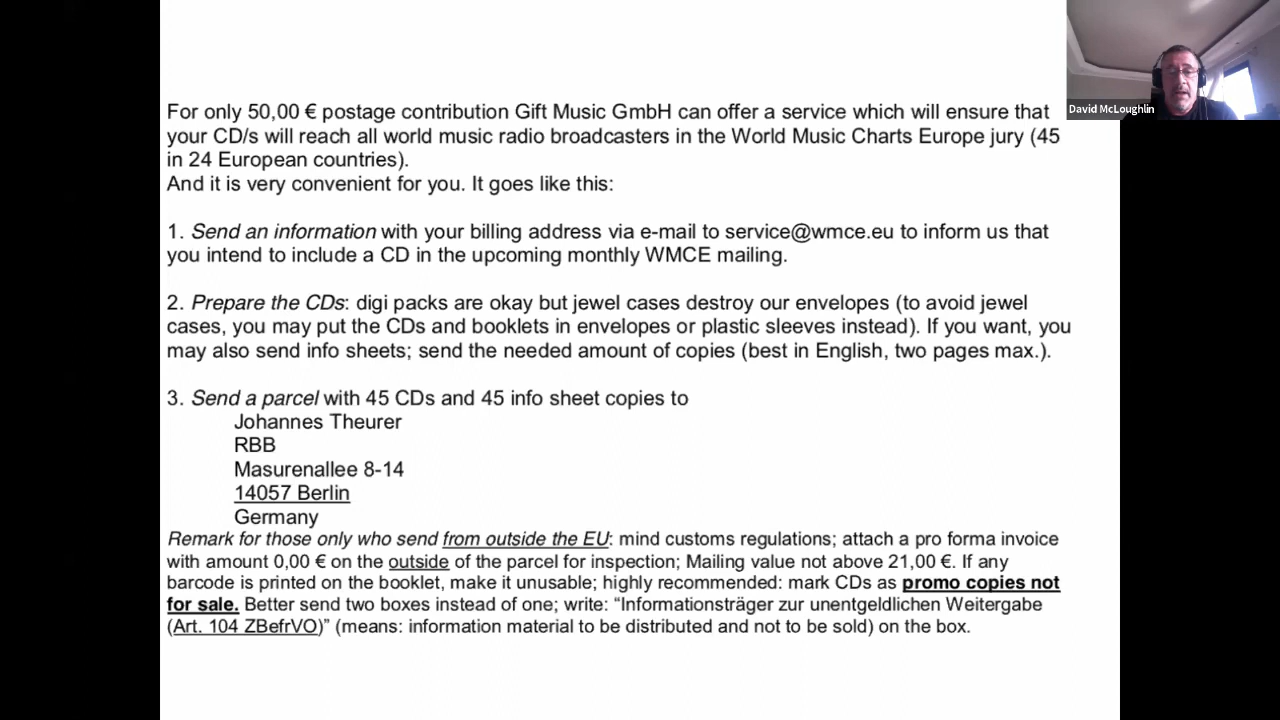 For only 50,00 € postage contribution Gift Music GmbH can offer a service which will ensure that
your CD/s will reach all world music radio broadcasters in the World Music Charts Europe jury (45
in 24 European countries).
And it is very convenient for you. It goes like this:
1. Send an information with your billing address via e-mail to service@wmce.eu to inform us that
you intend to include a CD in the upcoming monthly WMCE mailing.
2. Prepare the CDs: digi packs are okay but jewel cases destroy our envelopes (to avoid jewel
cases, you may put the CDs and booklets in envelopes or plastic sleeves instead). If you want, you
may also send info sheets; send the needed amount of copies (best in English, two pages max.).
3. Send a parcel with 45 CDs and 45 info sheet copies to
Johannes Theurer
RBB
Masurenallee 8-14
14057 Berlin
Germany
Remark for those only who send from outside the EU: mind customs regulations; attach a pro forma invoice
with amount 0,00 € on the outside of the parcel for inspection; Mailing value not above 21,00 €. If any
barcode is printed on the booklet, make it unusable; highly recommended: mark CDs as promo copies not
for sale. Better send two boxes instead of one; write: “Informationsträger zur unentgeldlichen Weitergabe
(Art. 104 ZBefrVO)” (means: information material to be distributed and not to be sold) on the box.
David McLoughlin